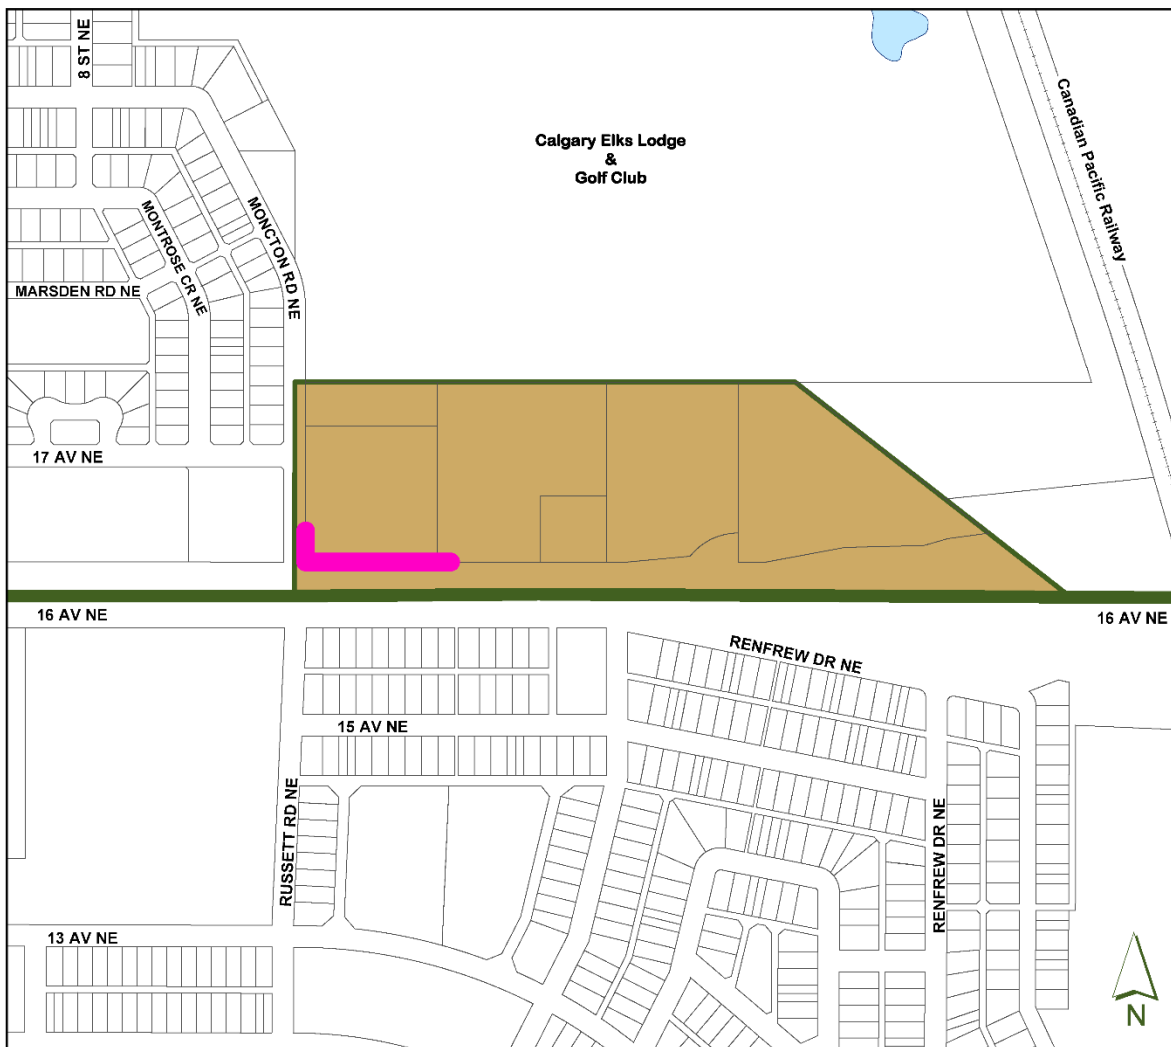 8 ST NE
Calgary Elks Lodge
&
Golf Club
Canadian Pacific Railway
MONTROSE CR NE
MONCTON RD NE
MARSDEN RD NE
17 AV NE
16 AV NE
16 AV NE
RENFREW DR NE
15 AV NE
RUSSETT RD NE
RENFREW DR NE
13 AV NE
N